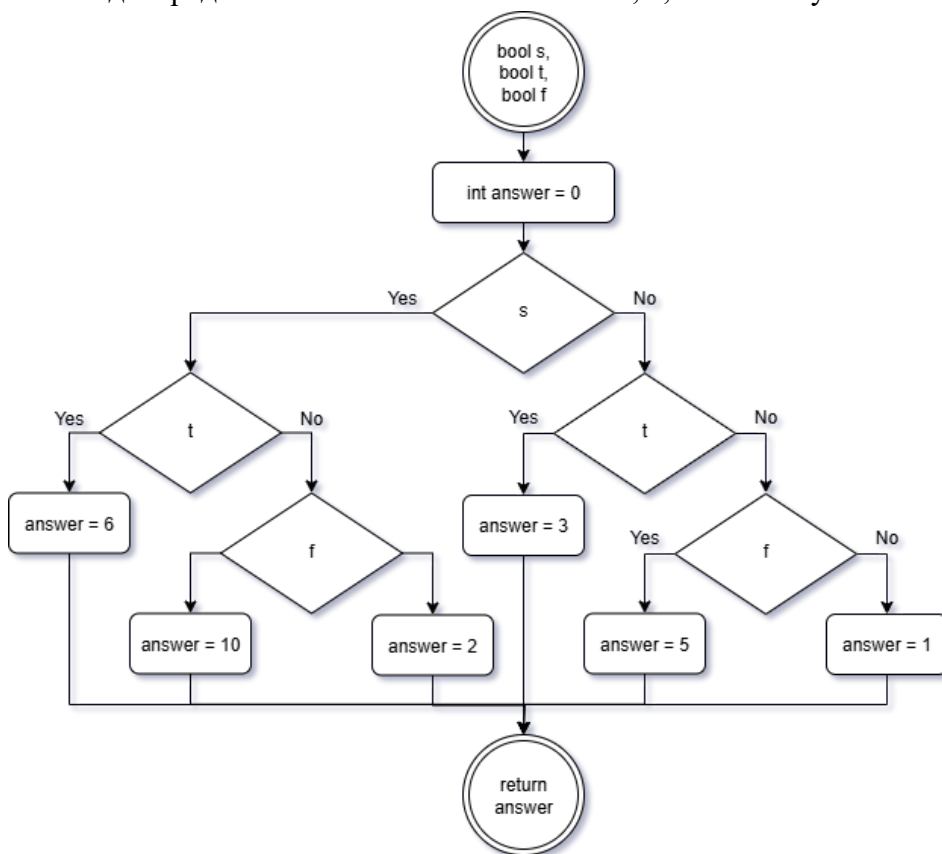 bool s,
bool t,
bool f
int answer = 0
s
Yes
No
t
Yes
No
t
Yes
No
answer = 6
f
answer = 3
f
Yes
No
answer = 10
answer = 2
answer = 5
answer = 1
return
answer